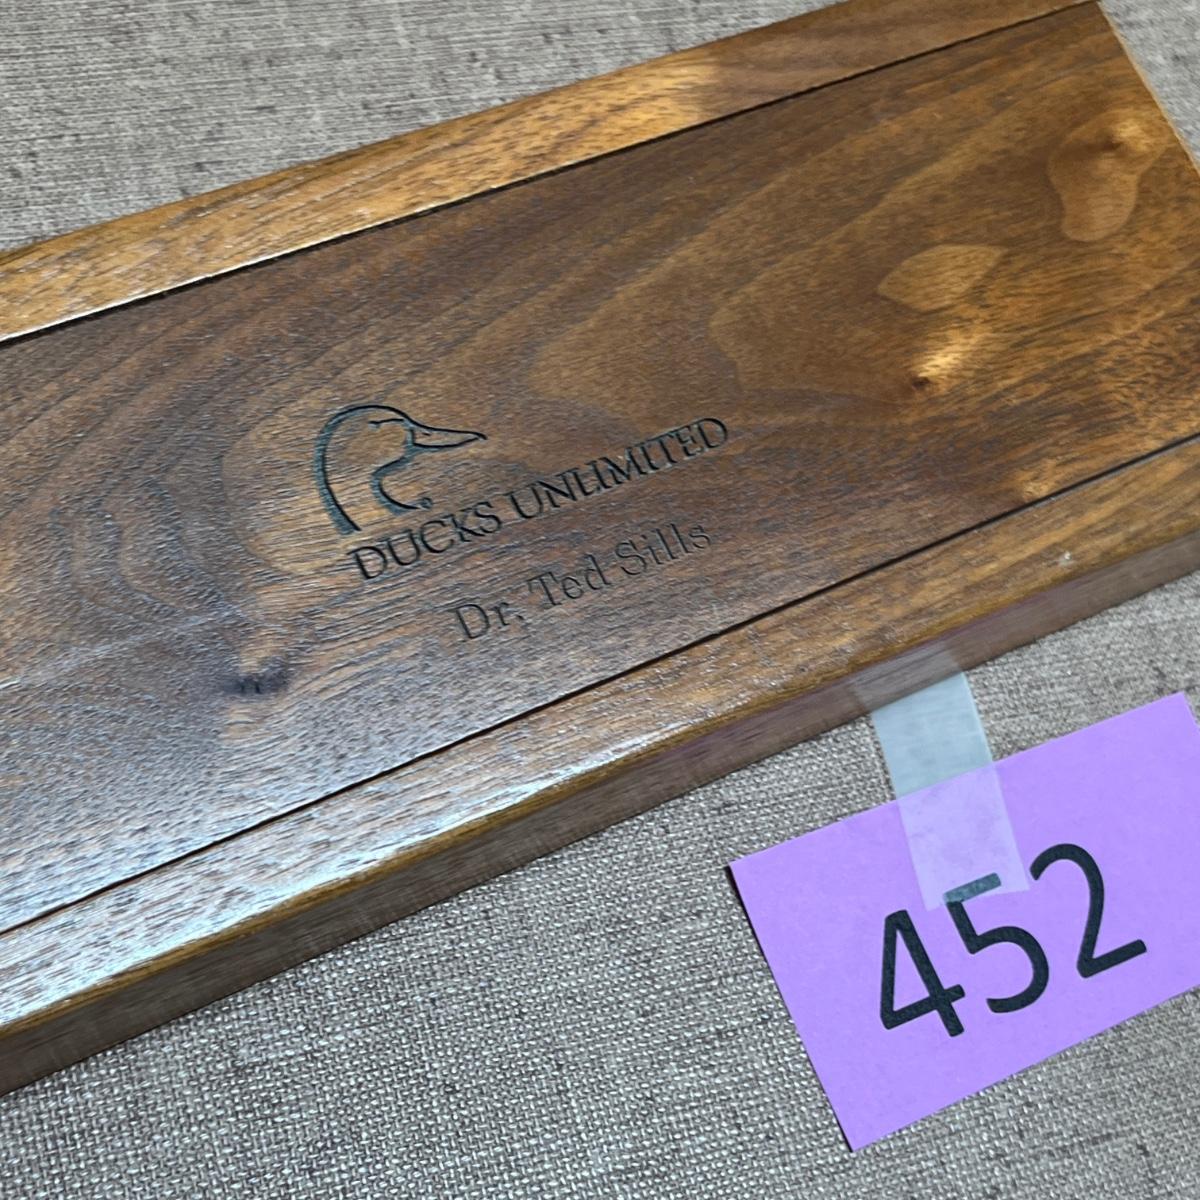 DUCKS UNLIMITED
Dr. Ted Sills
452